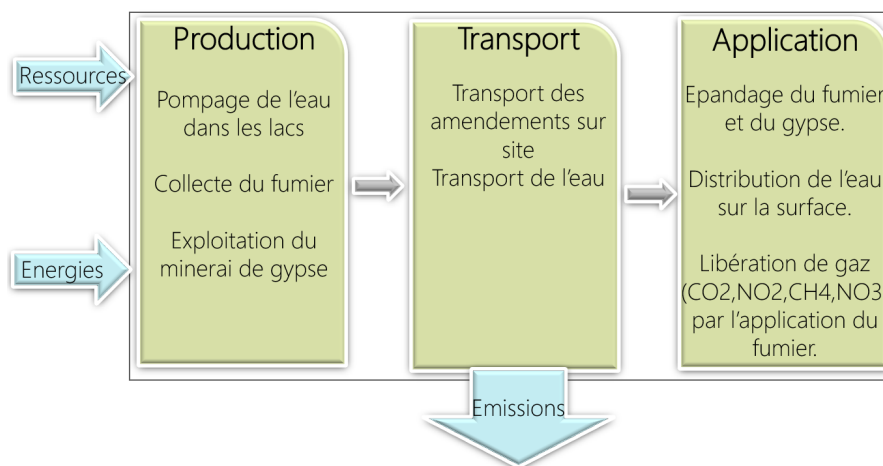 Ressources
Energies
Production
Pompage de l'eau
dans les lacs
Collecte du fumier
Exploitation du
minerai de gypse
Transport
Transport des
amendements sur
site
Transport de l'eau
Application
Epandage du fumier
et du gypse.
Distribution de l'eau
sur la surface.
Libération de gaz
(CO2,NO2,CH4,NO3
par l'application du
fumier.
Emissions